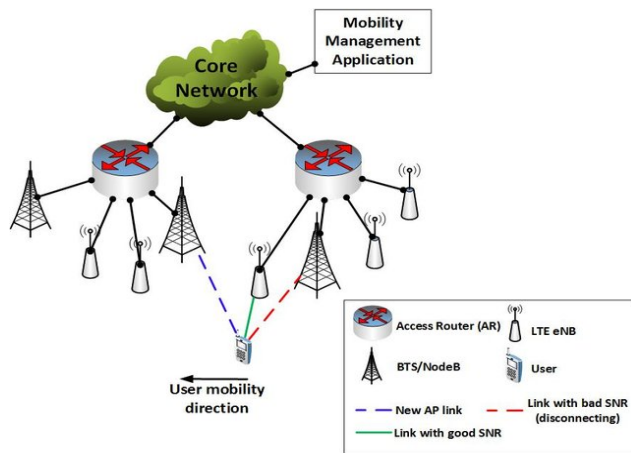 Mobility
Management
Application
Core
Network
User mobility
direction
Access Router (AR)
LTE eNB
BTS/NodeB
User
New AP link
Link with bad SNR
(disconnecting)
Link with good SNR